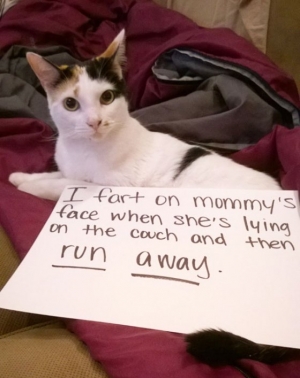 I fart on mommy's
face when she's lying
on the couch and then
run away.